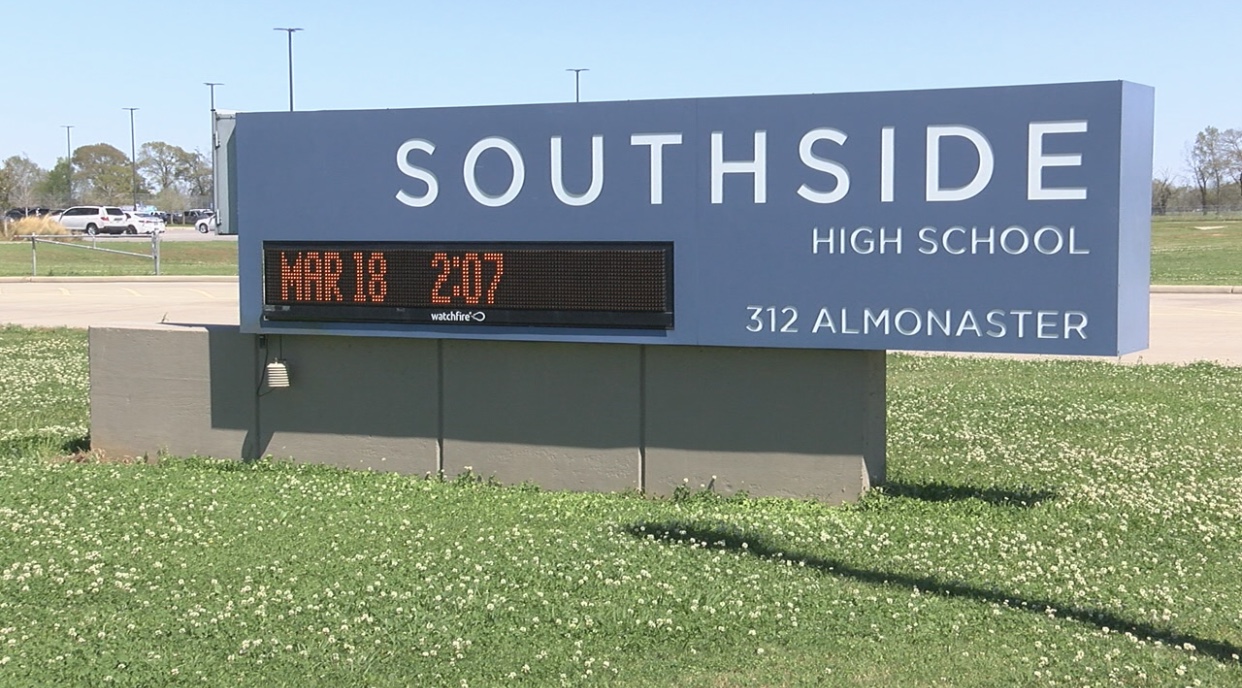 SOUTHSIDE
HIGH SCHOOL
MAR 18 2:07
watchfire
312 ALMONASTER